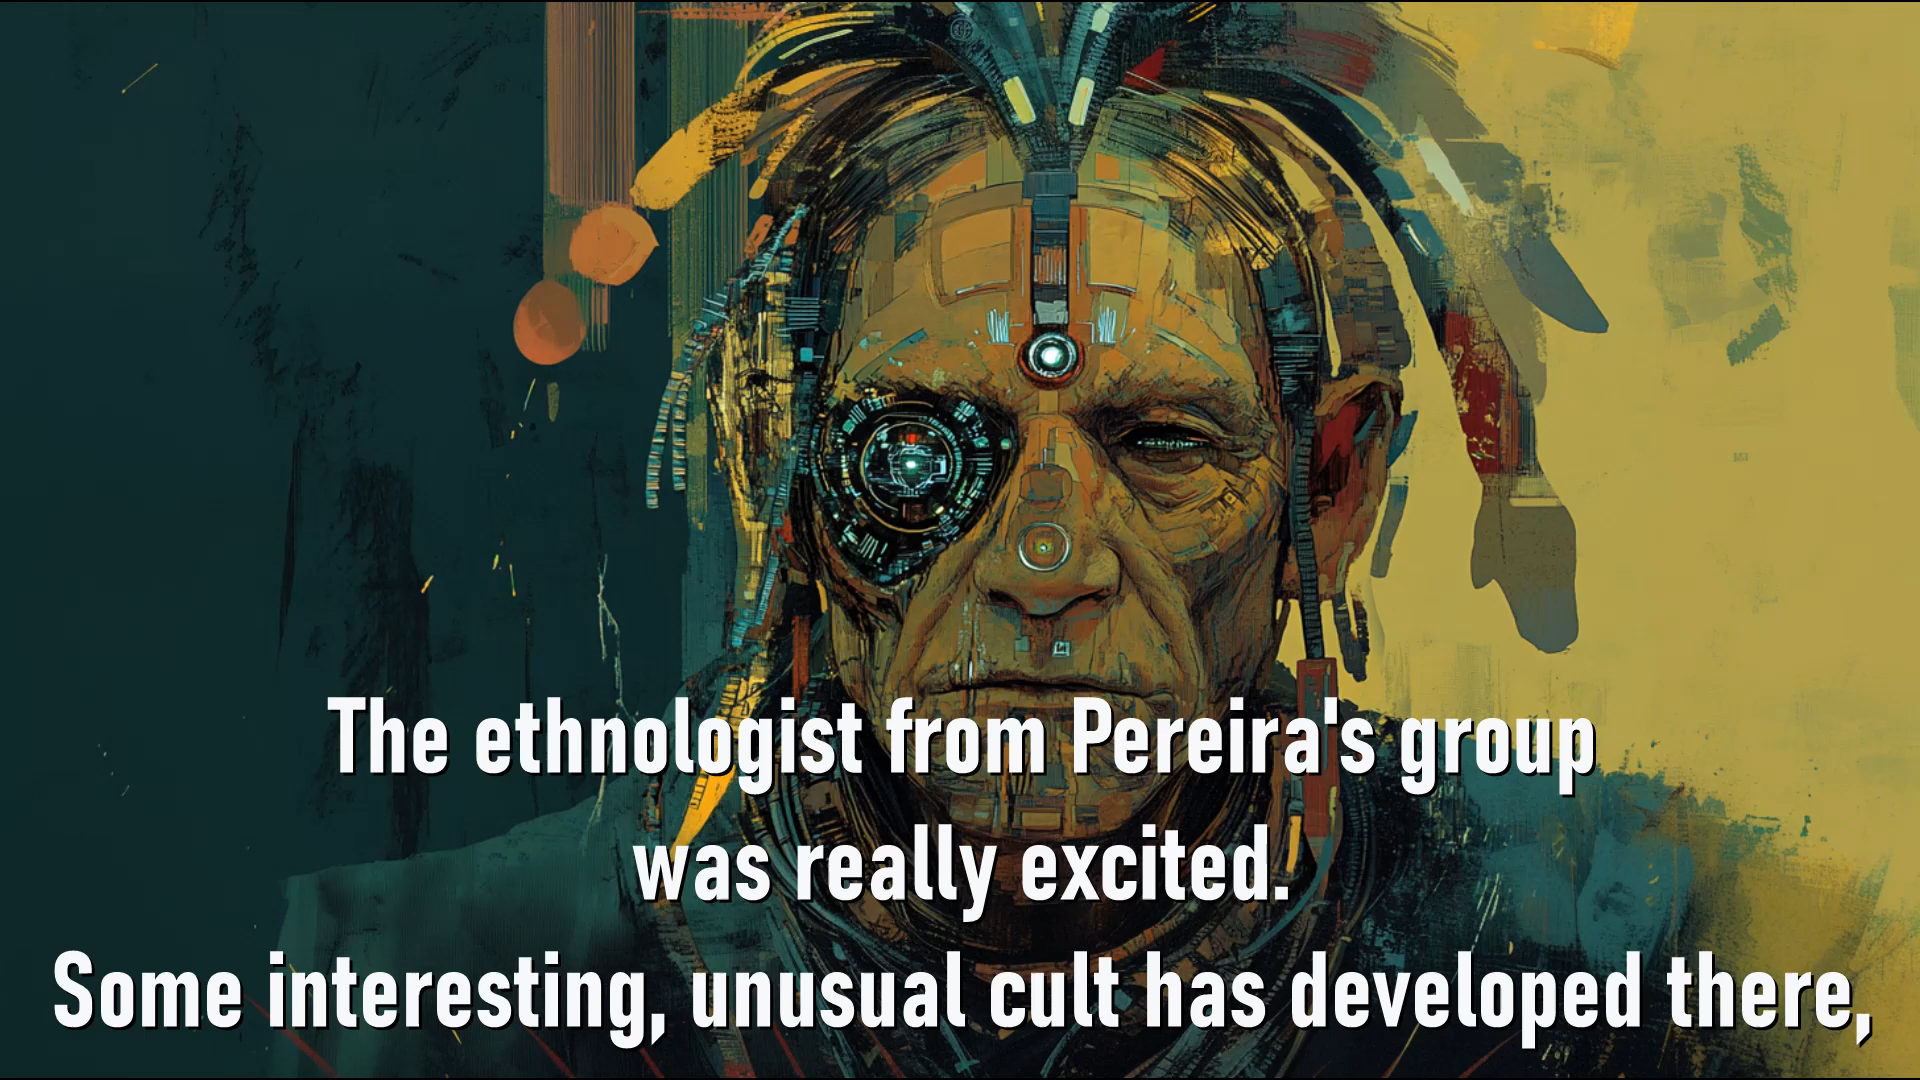 The ethnologist from Pereira's group
was really excited.
Some interesting, unusual cult has developed there,